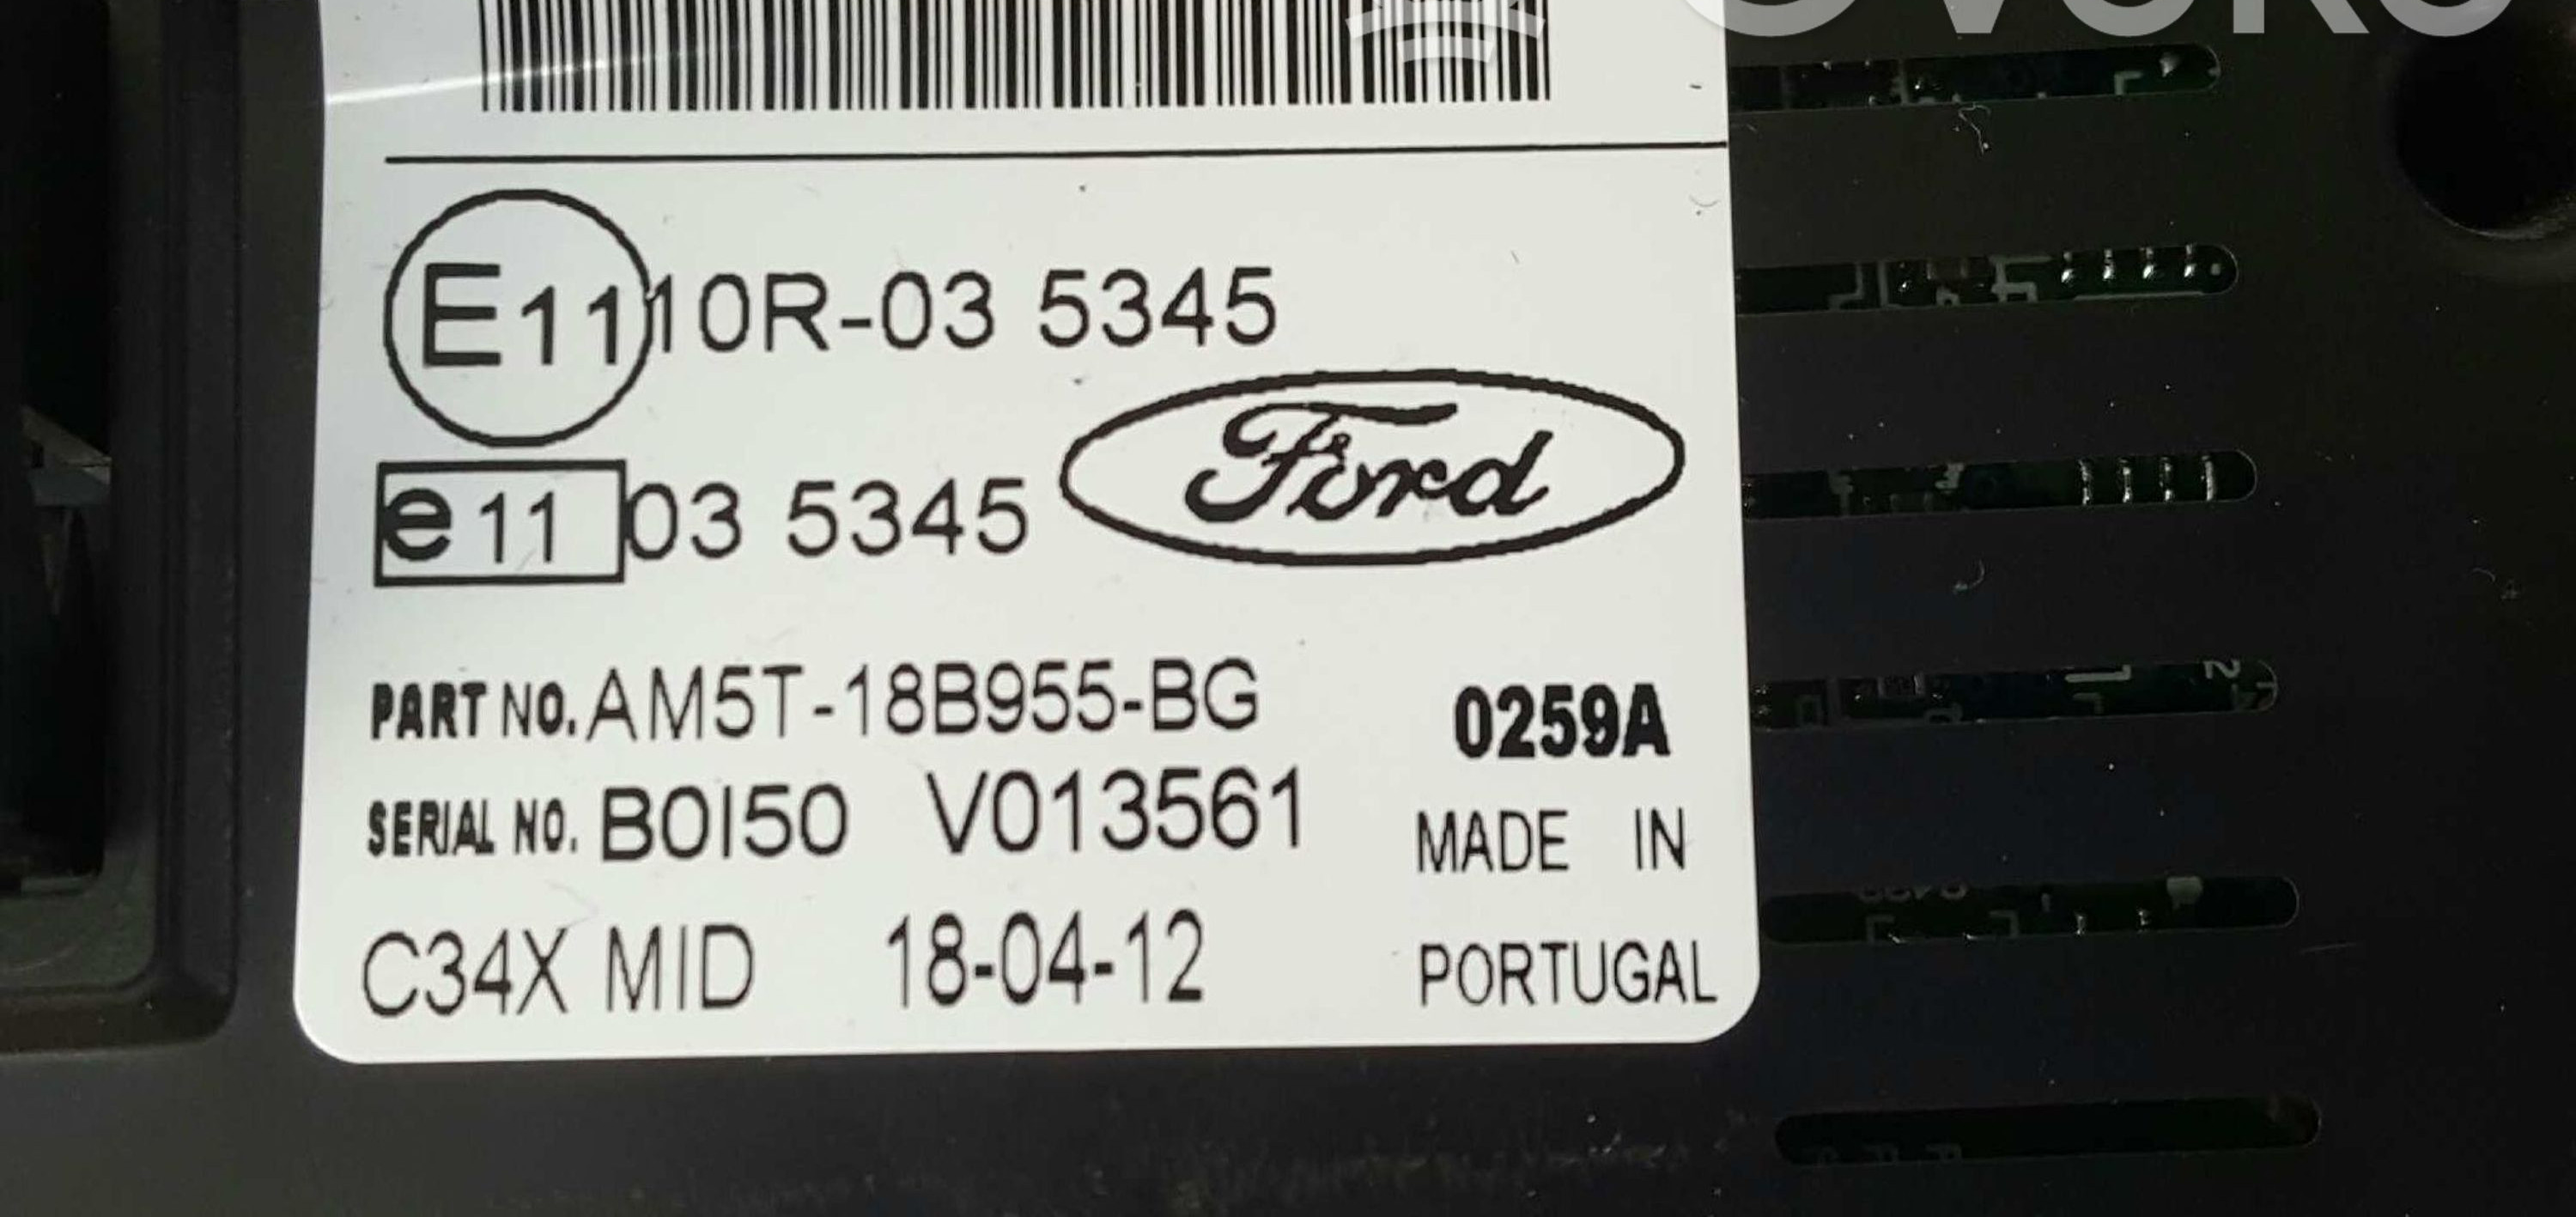 E11 10R-03 5345
e11 03 5345 Ford
PART NO. AM5T-18B955-BG 0259A
SERIAL NO. B0I50 V013561 MADE IN
C34X MID 18-04-12 PORTUGAL